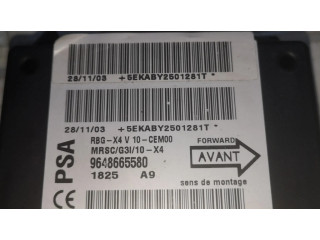 28/11/03 +5EKABY2501281T*
28/11/03 +5EKABY2501281T*
CE PSA
RBG-X4 V 10-CEM00
MRSC/G3I/10-X4
9648665580
1825 A9
FORWARD
AVANT
sens de montage